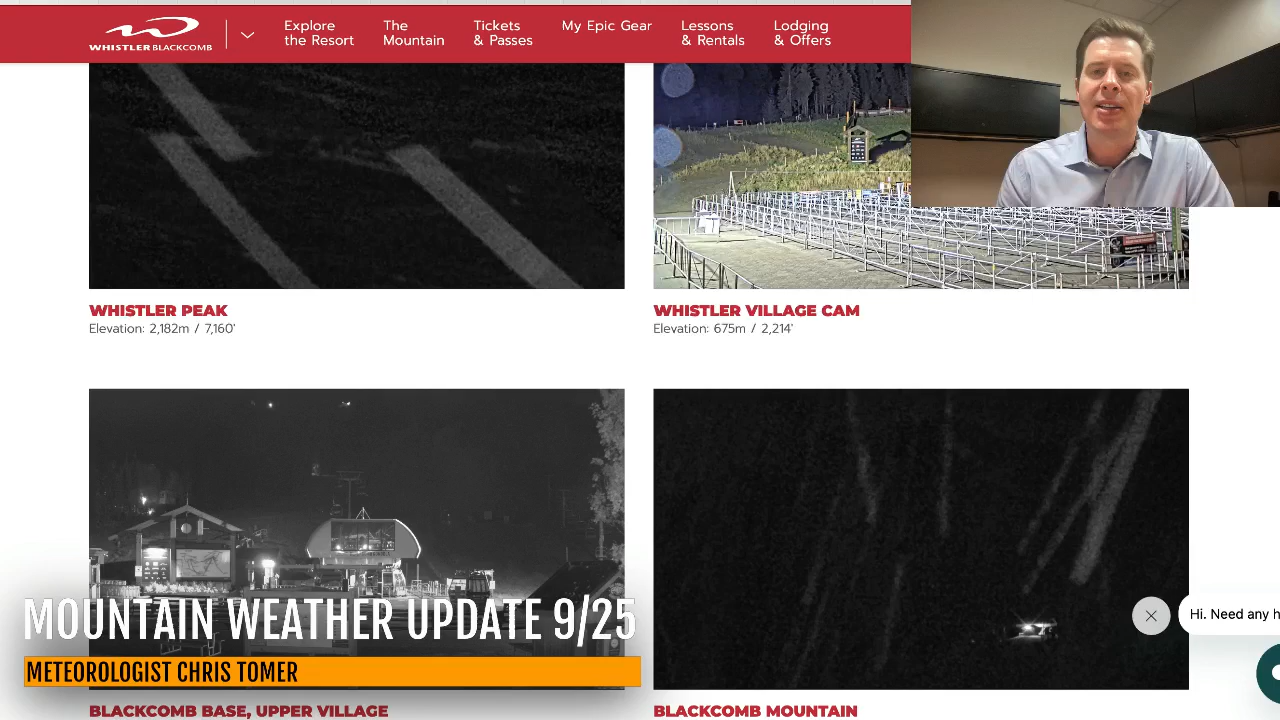 WHISTLER BLACKCOMB
Explore
the Resort
The
Mountain
Tickets
& Passes
My Epic Gear
Lessons
& Rentals
Lodging
& Offers
WHISTLER PEAK
Elevation: 2,182m / 7,160'
WHISTLER VILLAGE CAM
Elevation: 675m / 2,214'
MOUNTAIN WEATHER UPDATE 9/25
METEOROLOGIST CHRIS TOMER
Hi. Need any h
BLACKCOMB BASE, UPPER VILLAGE
BLACKCOMB MOUNTAIN